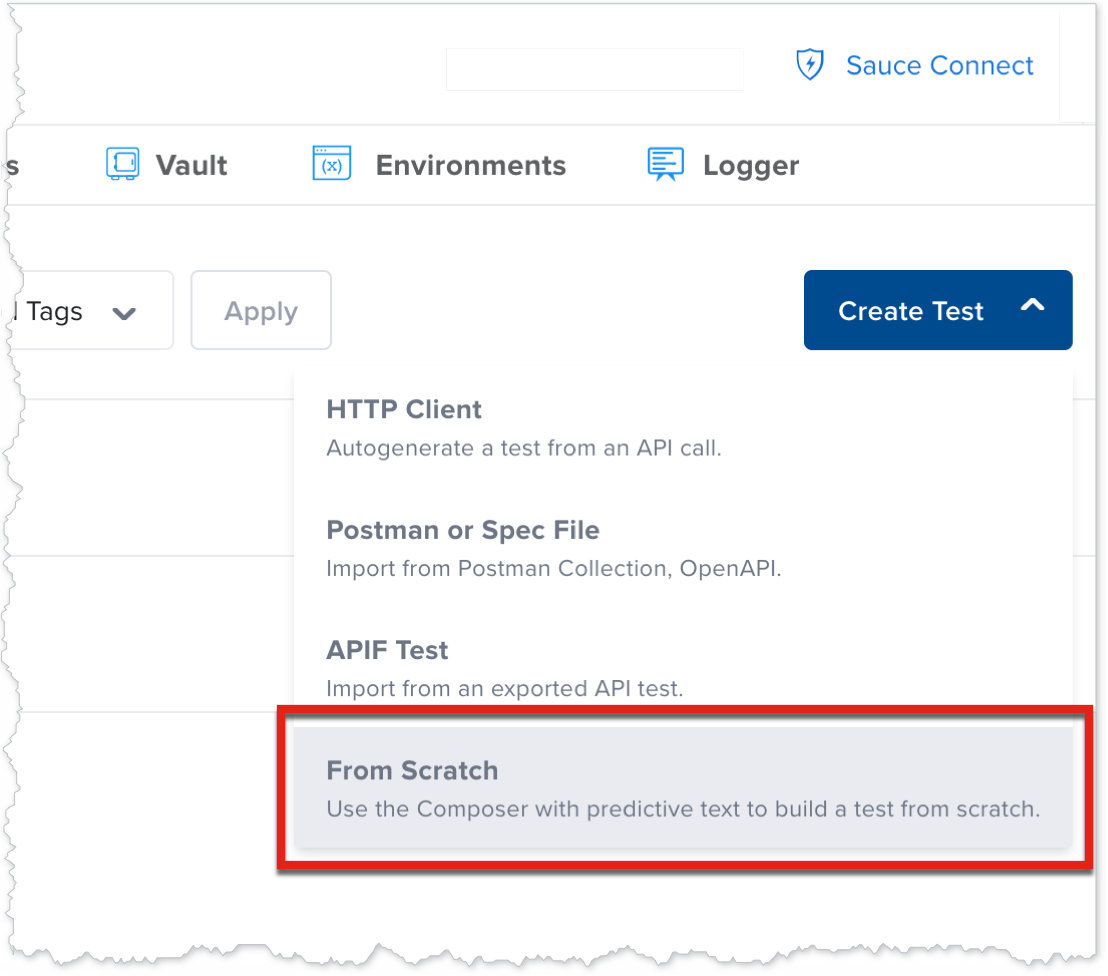 Sauce Connect
s
Vault
(x)
Environments
Logger
Tags
Apply
Create Test
HTTP Client
Autogenerate a test from an API call.
Postman or Spec File
Import from Postman Collection, OpenAPI.
APIF Test
Import from an exported API test.
From Scratch
Use the Composer with predictive text to build a test from scratch.